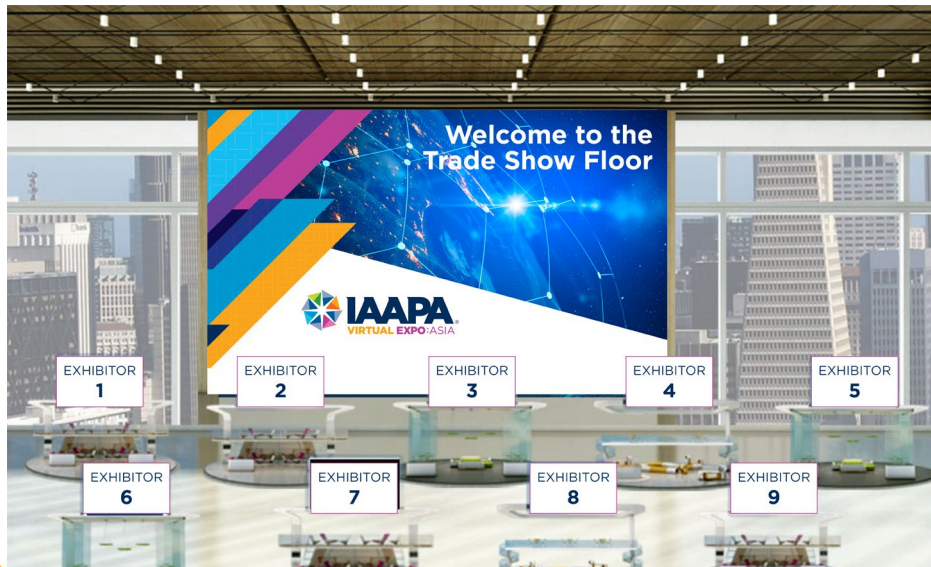 Welcome to the
Trade Show Floor
IAAPA®
VIRTUAL EXPO:ASIA
EXHIBITOR
1
EXHIBITOR
2
EXHIBITOR
3
EXHIBITOR
4
EXHIBITOR
5
EXHIBITOR
6
EXHIBITOR
7
EXHIBITOR
8
EXHIBITOR
9